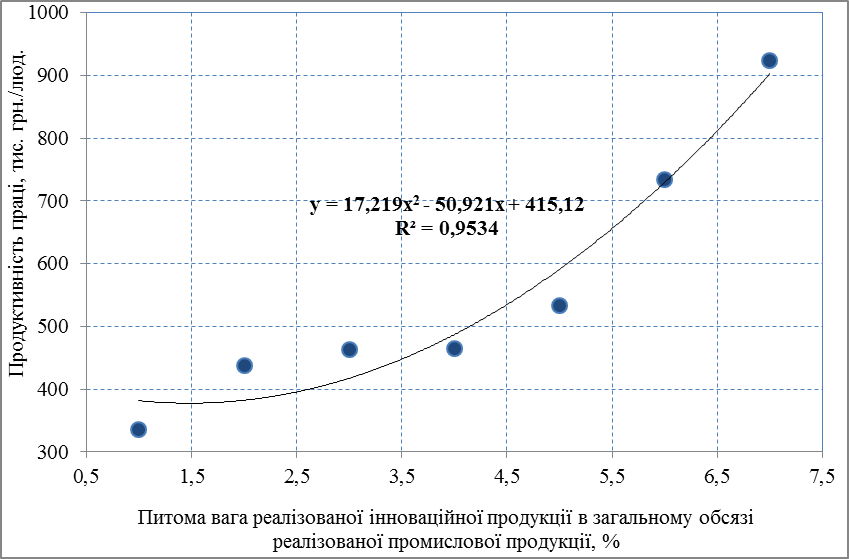 Продуктивність праці, тис. грн./люд.
1000
900
800
700
600
500
400
300
y = 17,219x² - 50,921x + 415,12
R² = 0,9534
0,5 1,5 2,5 3,5 4,5 5,5 6,5 7,5
Питома вага реалізованої інноваційної продукції в загальному обсязі
реалізованої промислової продукції, %